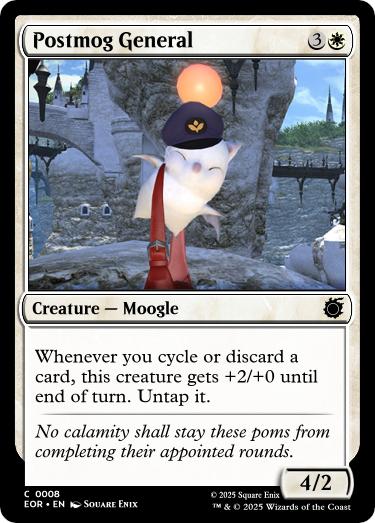 Postmog General 3
Creature — Moogle
Whenever you cycle or discard a
card, this creature gets +2/+0 until
end of turn. Untap it.
No calamity shall stay these poms from
completing their appointed rounds.
4/2
C 0008
EOR • EN SQUARE ENIX
© 2025 Square Enix
™ & © 2025 Wizards of the Coast